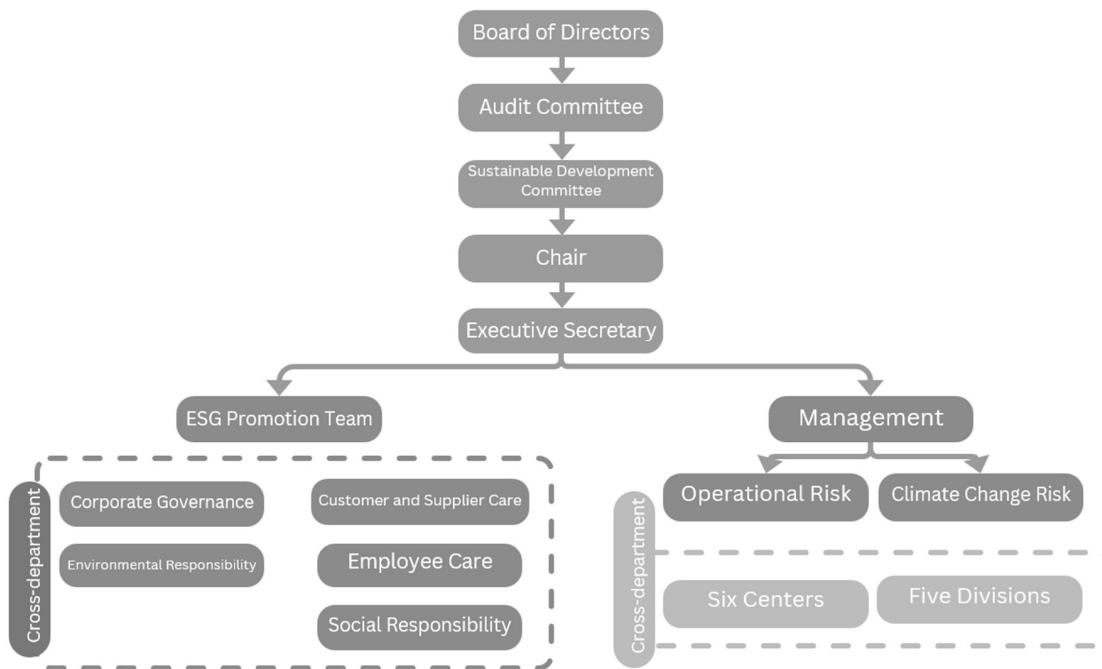 Board of Directors
Audit Committee
Sustainable Development
Committee
Chair
Executive Secretary
ESG Promotion Team
Management
Cross-department
Corporate Governance
Customer and Supplier Care
Environmental Responsibility
Employee Care
Social Responsibility
Operational Risk
Climate Change Risk
Cross-department
Six Centers
Five Divisions